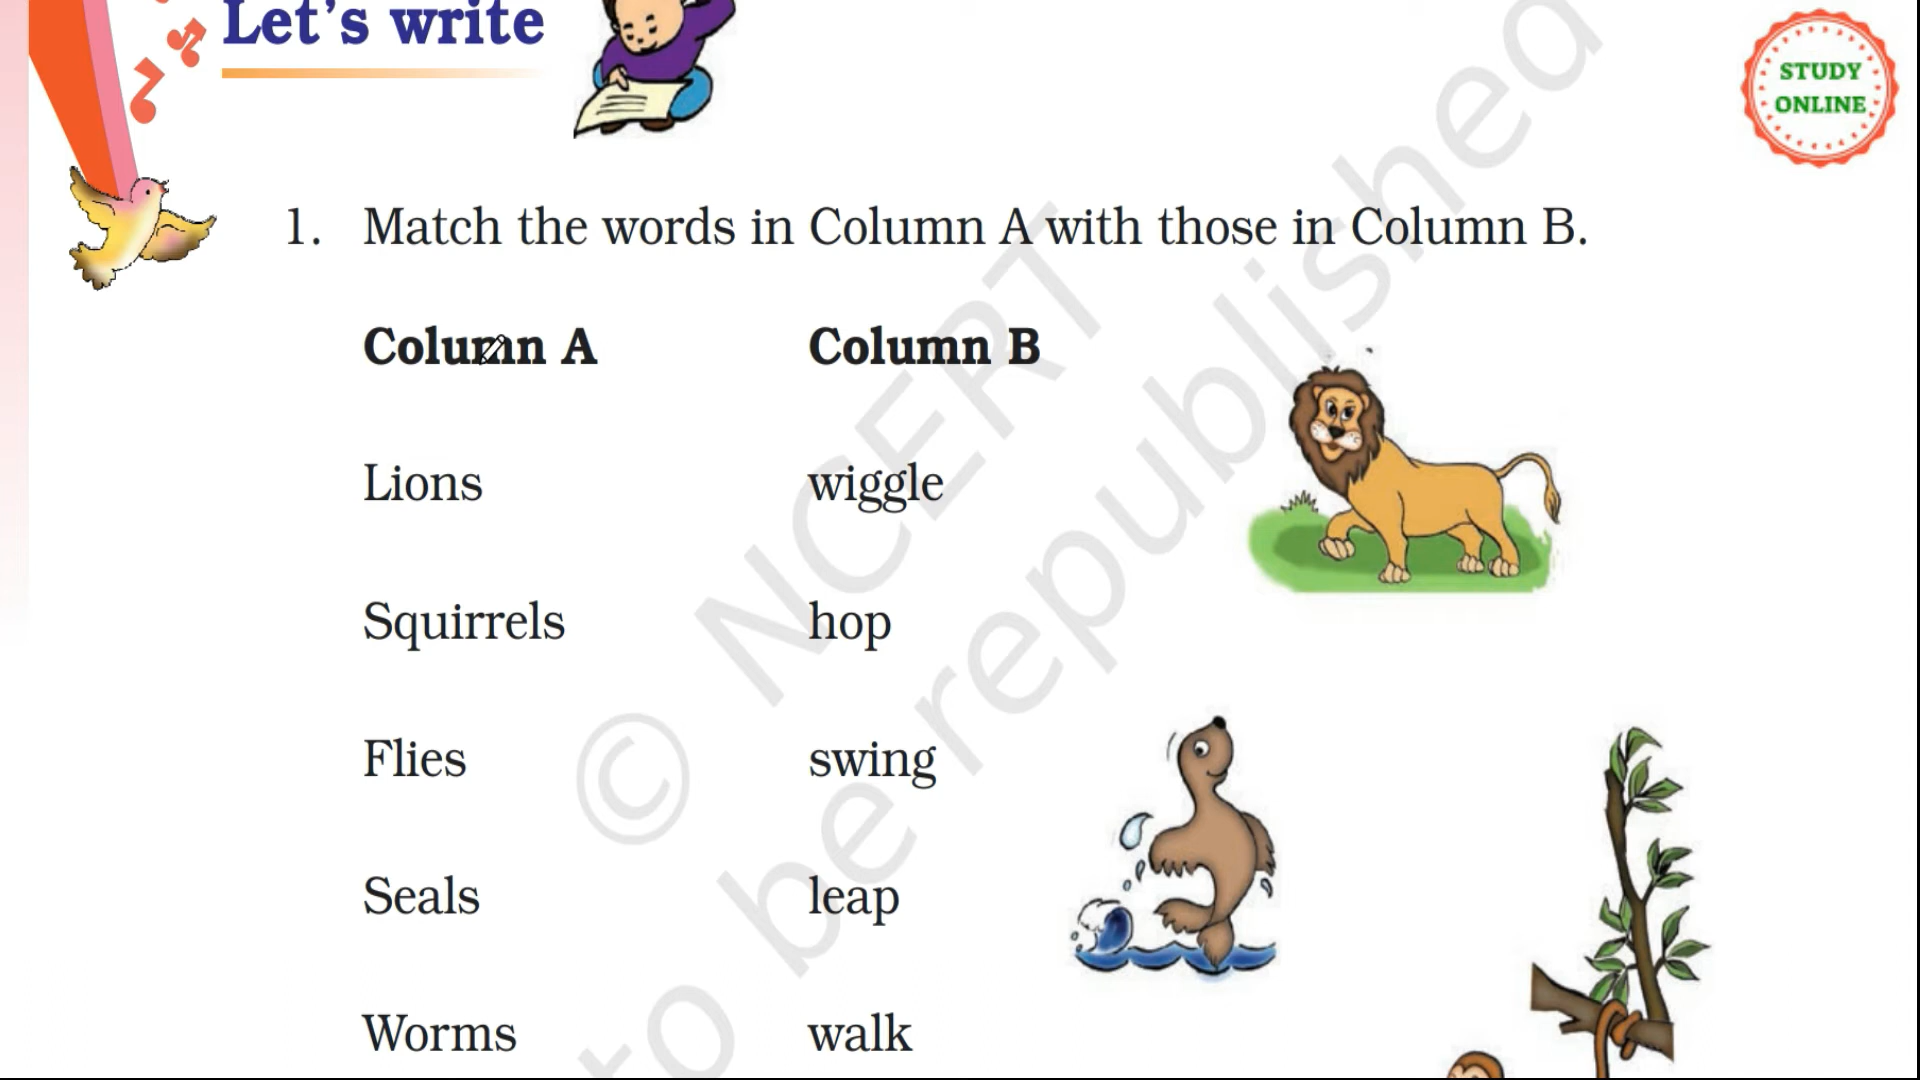 Let's write
STUDY
ONLINE
1. Match the words in Column A with those in Column B.
Column A Column B
Lions wiggle
Squirrels hop
Flies swing
Seals leap
Worms walk
© NCERT
to be republished